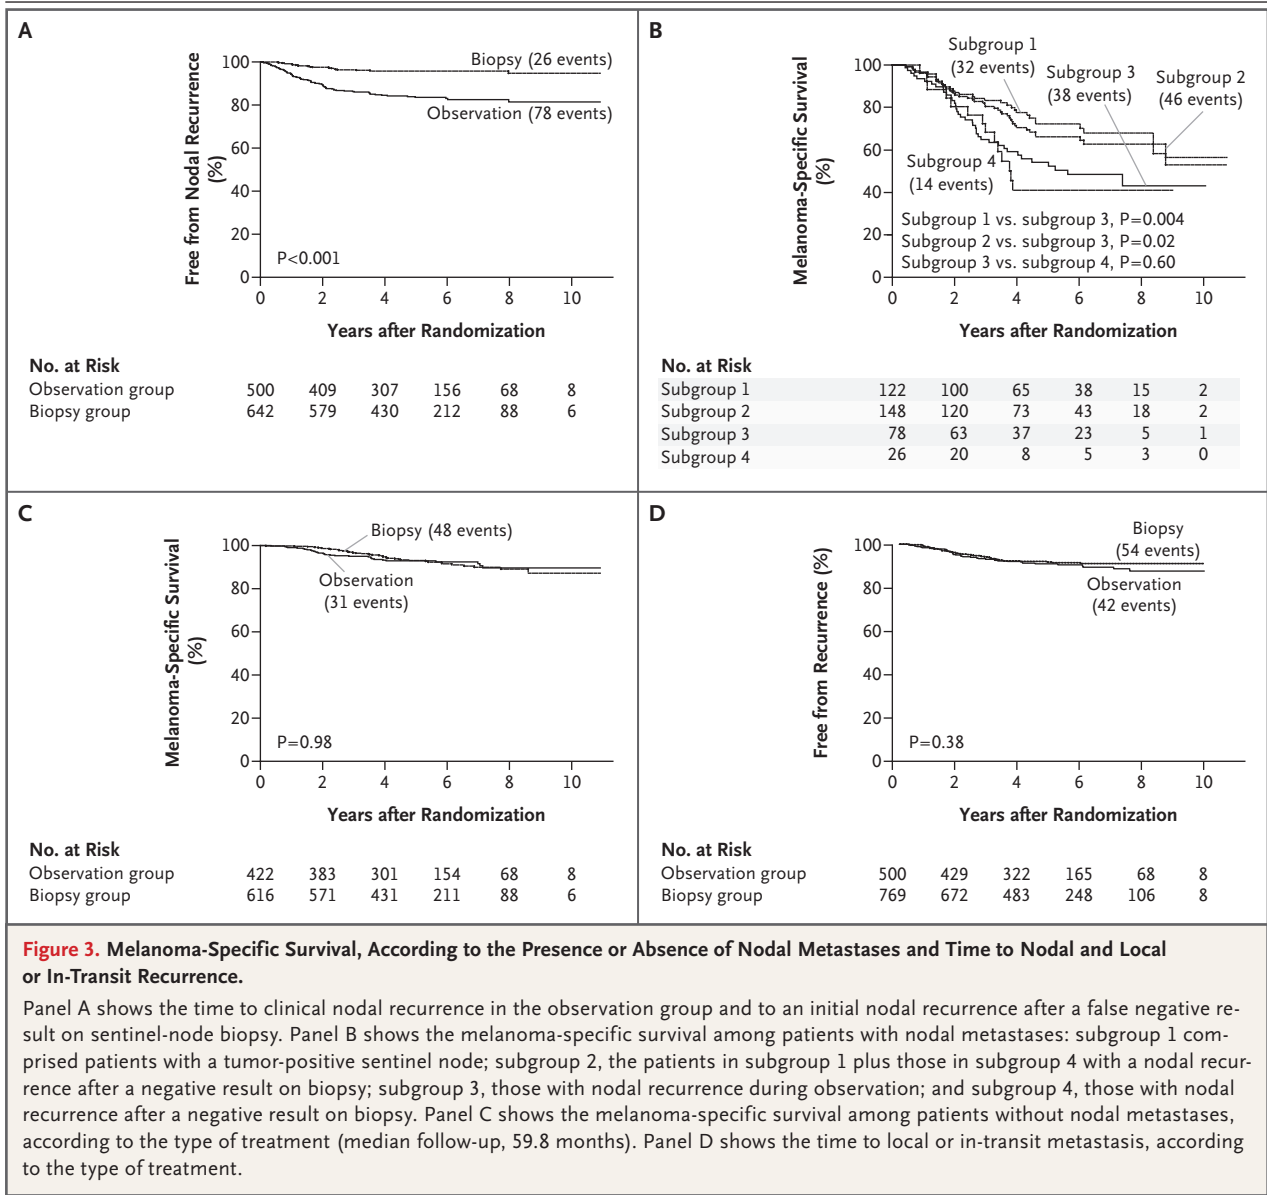 A
Free from Nodal Recurrence
(%)
100
80
60
40
20
0
Biopsy (26 events)
Observation (78 events)
P<0.001
0 2 4 6 8 10
Years after Randomization
No. at Risk
Observation group 500 409 307 156 68 8
Biopsy group 642 579 430 212 88 6
B
Melanoma-Specific Survival
(%)
100
80
60
40
20
0
Subgroup 1
(32 events)
Subgroup 3
(38 events)
Subgroup 2
(46 events)
Subgroup 4
(14 events)
Subgroup 1 vs. subgroup 3, P=0.004
Subgroup 2 vs. subgroup 3, P=0.02
Subgroup 3 vs. subgroup 4, P=0.60
0 2 4 6 8 10
Years after Randomization
No. at Risk
Subgroup 1 122 100 65 38 15 2
Subgroup 2 148 120 73 43 18 2
Subgroup 3 78 63 37 23 5 1
Subgroup 4 26 20 8 5 3 0
C
Melanoma-Specific Survival
(%)
100
80
60
40
20
0
Biopsy (48 events)
Observation
(31 events)
P=0.98
0 2 4 6 8 10
Years after Randomization
No. at Risk
Observation group 422 383 301 154 68 8
Biopsy group 616 571 431 211 88 6
D
Free from Recurrence (%)
100
80
60
40
20
0
Biopsy
(54 events)
Observation
(42 events)
P=0.38
0 2 4 6 8 10
Years after Randomization
No. at Risk
Observation group 500 429 322 165 68 8
Biopsy group 769 672 483 248 106 8
Figure 3. Melanoma-Specific Survival, According to the Presence or Absence of Nodal Metastases and Time to Nodal and Local
or In-Transit Recurrence.
Panel A shows the time to clinical nodal recurrence in the observation group and to an initial nodal recurrence after a false negative re-
sult on sentinel-node biopsy. Panel B shows the melanoma-specific survival among patients with nodal metastases: subgroup 1 com-
prised patients with a tumor-positive sentinel node; subgroup 2, the patients in subgroup 1 plus those in subgroup 4 with a nodal recur-
rence after a negative result on biopsy; subgroup 3, those with nodal recurrence during observation; and subgroup 4, those with nodal
recurrence after a negative result on biopsy. Panel C shows the melanoma-specific survival among patients without nodal metastases,
according to the type of treatment (median follow-up, 59.8 months). Panel D shows the time to local or in-transit metastasis, according
to the type of treatment.